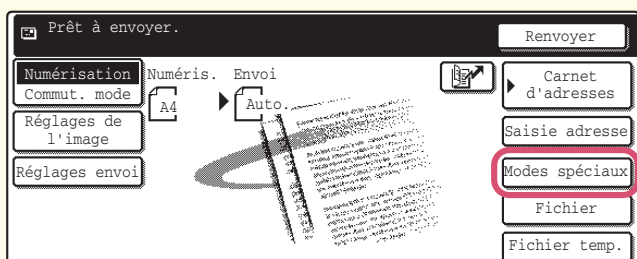 Prêt à envoyer.
Renvoyer
Numérisation
Commut. mode
Numéris.
Envoi
A4
Auto.
Carnet
d'adresses
Réglages de
l'image
Saisie adresse
Réglages envoi
Modes spéciaux
Fichier
Fichier temp.